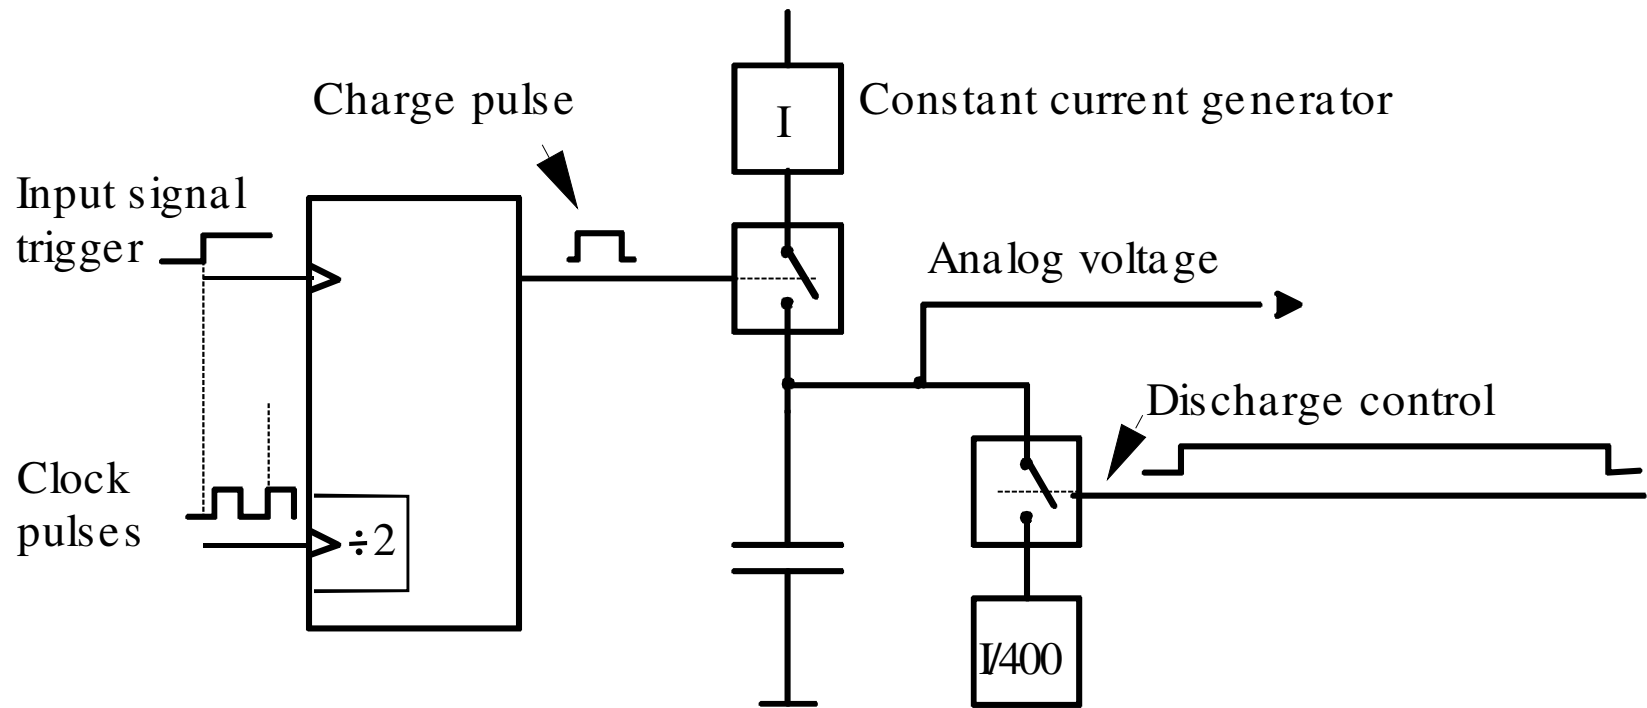 Charge pulse
I
Constant current generator
Input signal
trigger
Analog voltage
Discharge control
Clock
pulses
÷2
I/400